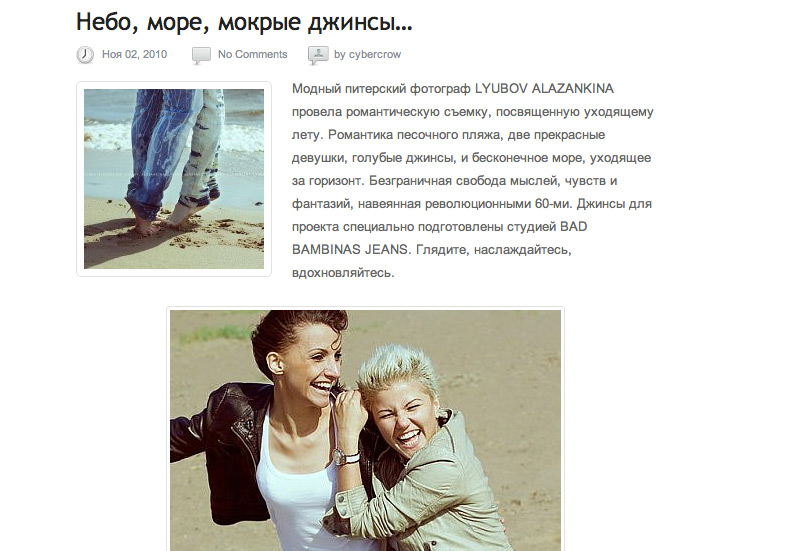 Небо, море, мокрые джинсы...
Ноя 02, 2010 No Comments by cybercrow
Модный питерский фотограф LYUBOV ALAZANKINA
провела романтическую съемку, посвященную уходящему
лету. Романтика песочного пляжа, две прекрасные
девушки, голубые джинсы, и бесконечное море, уходящее
за горизонт. Безграничная свобода мыслей, чувств и
фантазий, навеянная революционными 60-ми. Джинсы для
проекта специально подготовлены студией BAD
BAMBINAS JEANS. Глядите, наслаждайтесь,
вдохновляйтесь.